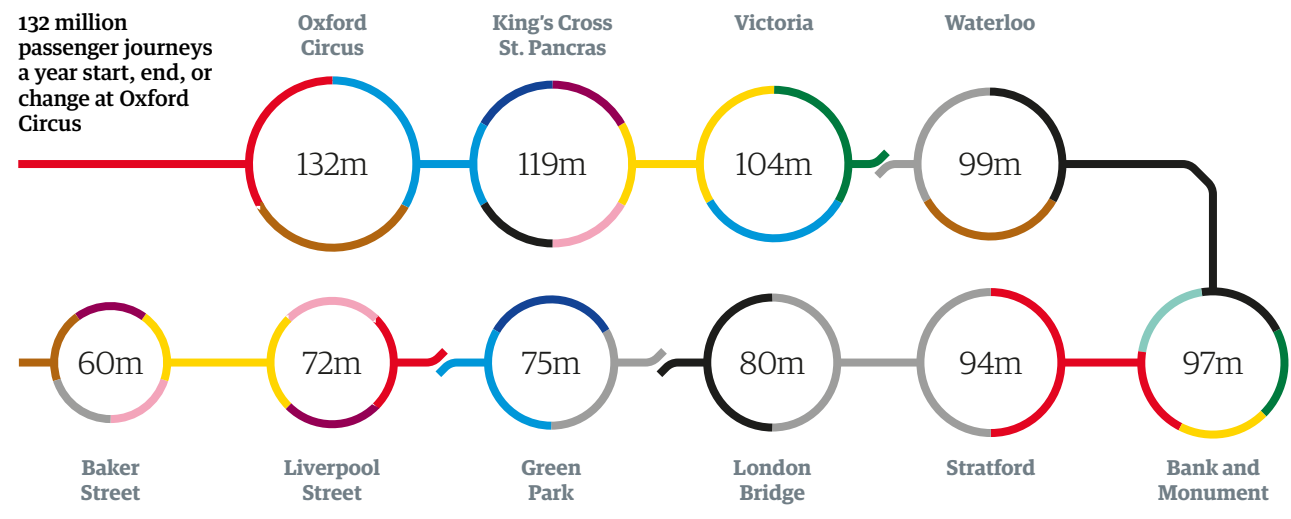 132 million
passenger journeys
a year start, end, or
change at Oxford
Circus
Oxford
Circus
King's Cross
St. Pancras
Victoria
Waterloo
132m
119m
104m
99m
60m
72m
75m
80m
94m
97m
Baker
Street
Liverpool
Street
Green
Park
London
Bridge
Stratford
Bank and
Monument